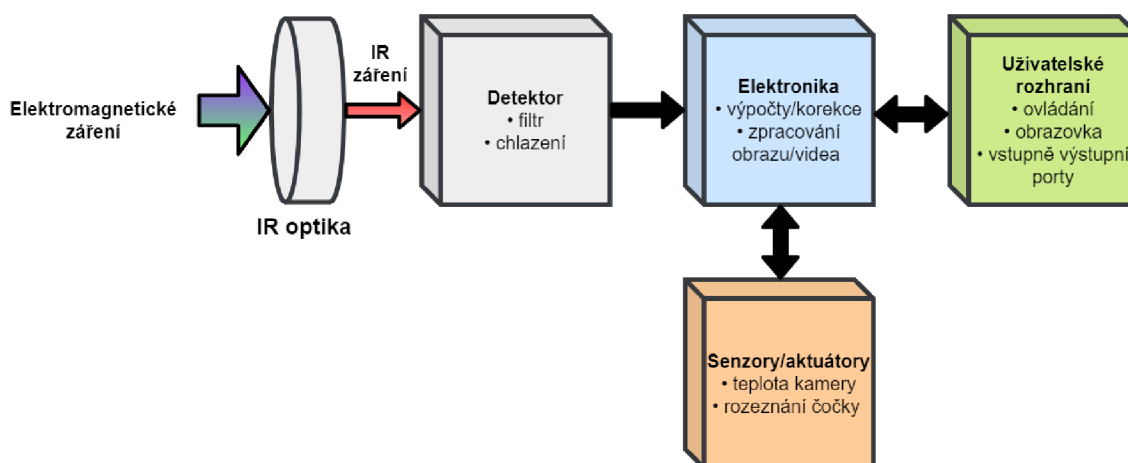 Elektromagnetické
záření
IR optika
IR
záření
Detektor
• filtr
• chlazení
Elektronika
• výpočty/korekce
• zpracování
obrazu/videa
Uživatelské
rozhraní
• ovládání
• obrazovka
• vstupně výstupní
porty
Senzory/aktuátory
• teplota kamery
• rozeznání čočky